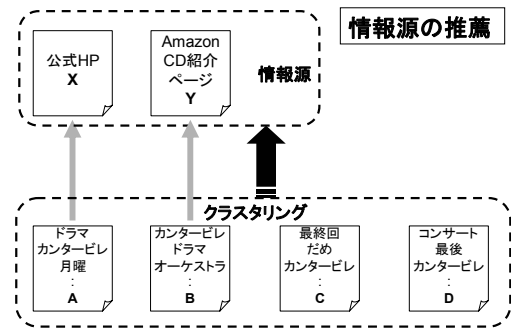 情報源の推薦
公式HP
X
Amazon
CD紹介
ページ
Y
情報源
クラスタリング
ドラマ
カンタービレ
月曜
:
A
カンタービレ
ドラマ
オーケストラ
:
B
最終回
だめ
カンタービレ
:
C
コンサート
最後
カンタービレ
:
D